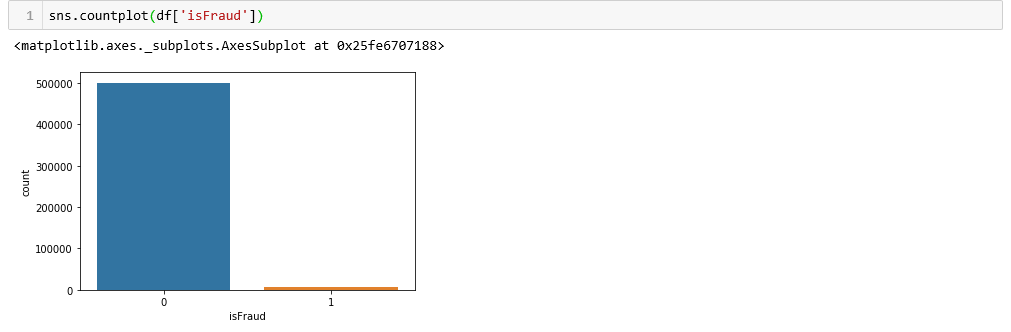 1 sns.countplot(df['isFraud'])
<matplotlib.axes._subplots.AxesSubplot at 0x25fe6707188>
500000
400000
300000
200000
100000
0
count
0 1
isFraud